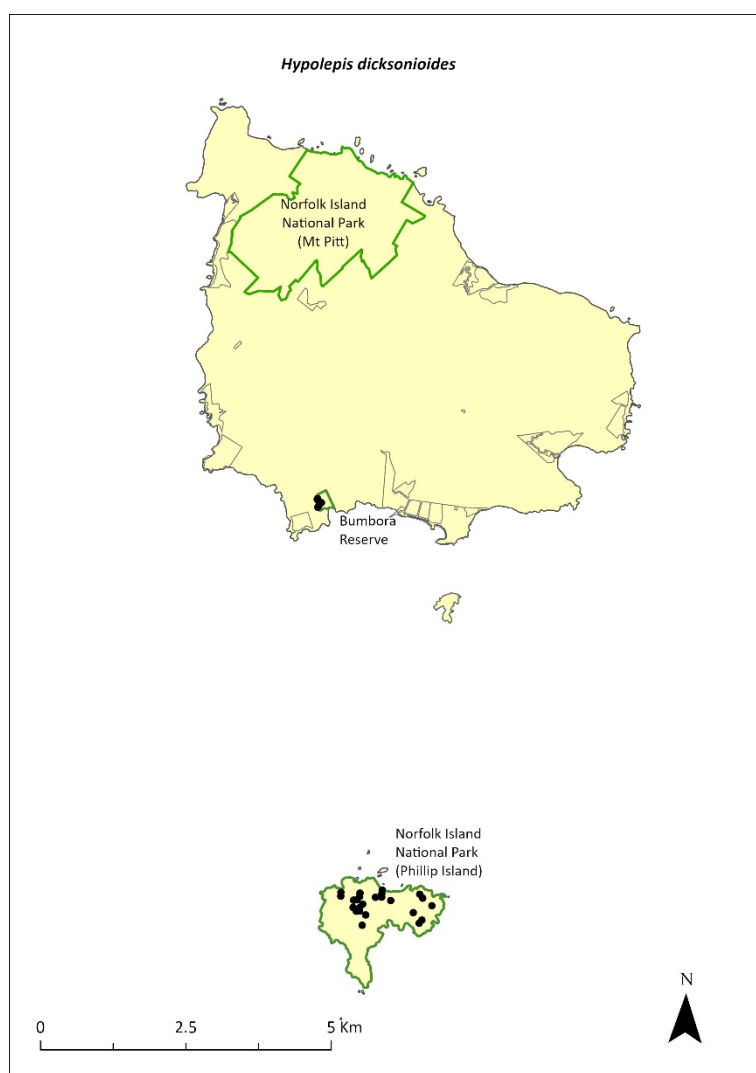 Hypolepis dicksonioides
Norfolk Island
National Park
(Mt Pitt)
Bumbora
Reserve
Norfolk Island
National Park
(Phillip Island)
N
0
2.5
5 Km